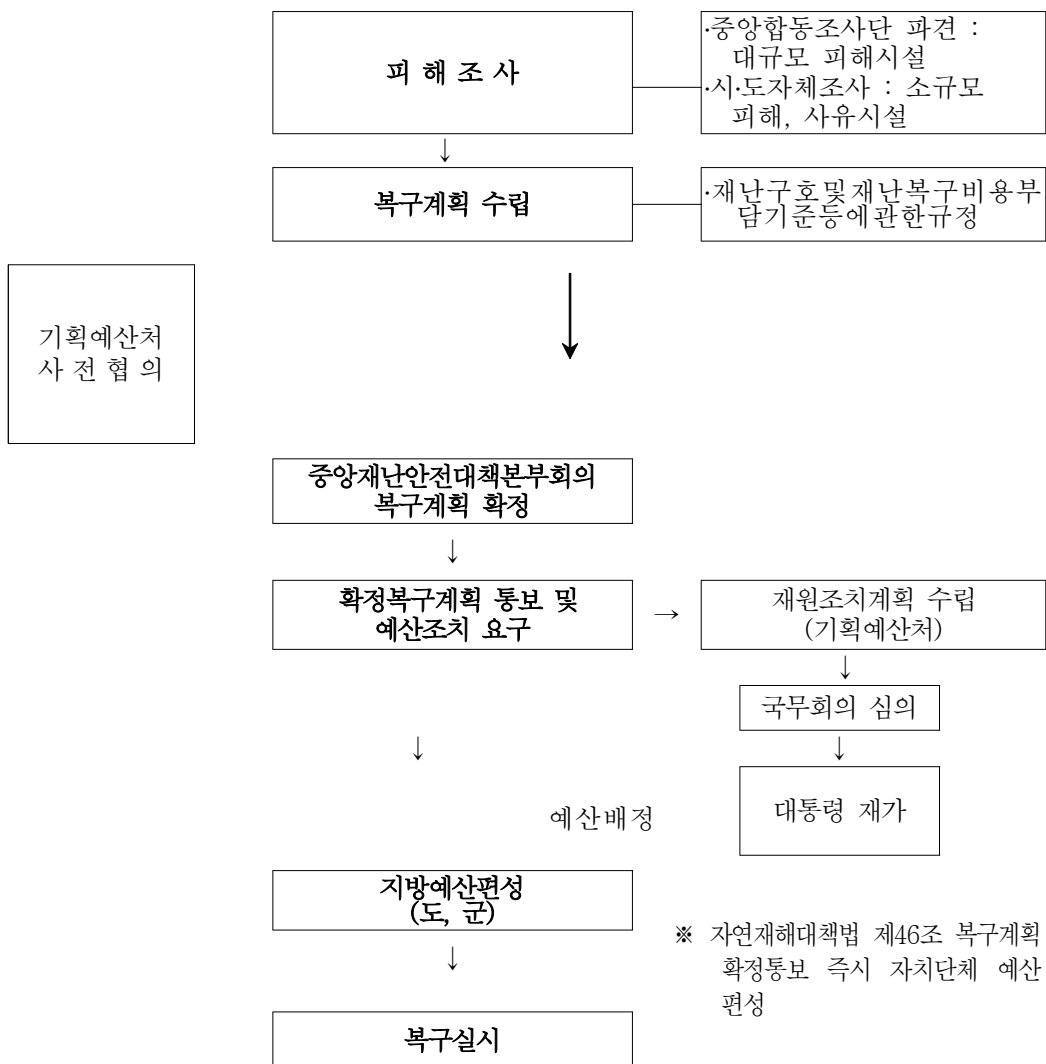 피 해 조 사
·중앙합동조사단 파견 :
대규모 피해시설
·시·도자체조사 : 소규모
피해, 사유시설
↓
복구계획 수립
·재난구호및재난복구비용부
담기준등에관한규정
기획예산처
사 전 협 의
중앙재난안전대책본부회의
복구계획 확정
↓
확정복구계획 통보 및
예산조치 요구
→
재원조치계획 수립
(기획예산처)
↓
국무회의 심의
↓
↓
대통령 재가
예산배정
지방예산편성
(도, 군)
※ 자연재해대책법 제46조 복구계획
확정통보 즉시 자치단체 예산
편성
↓
복구실시